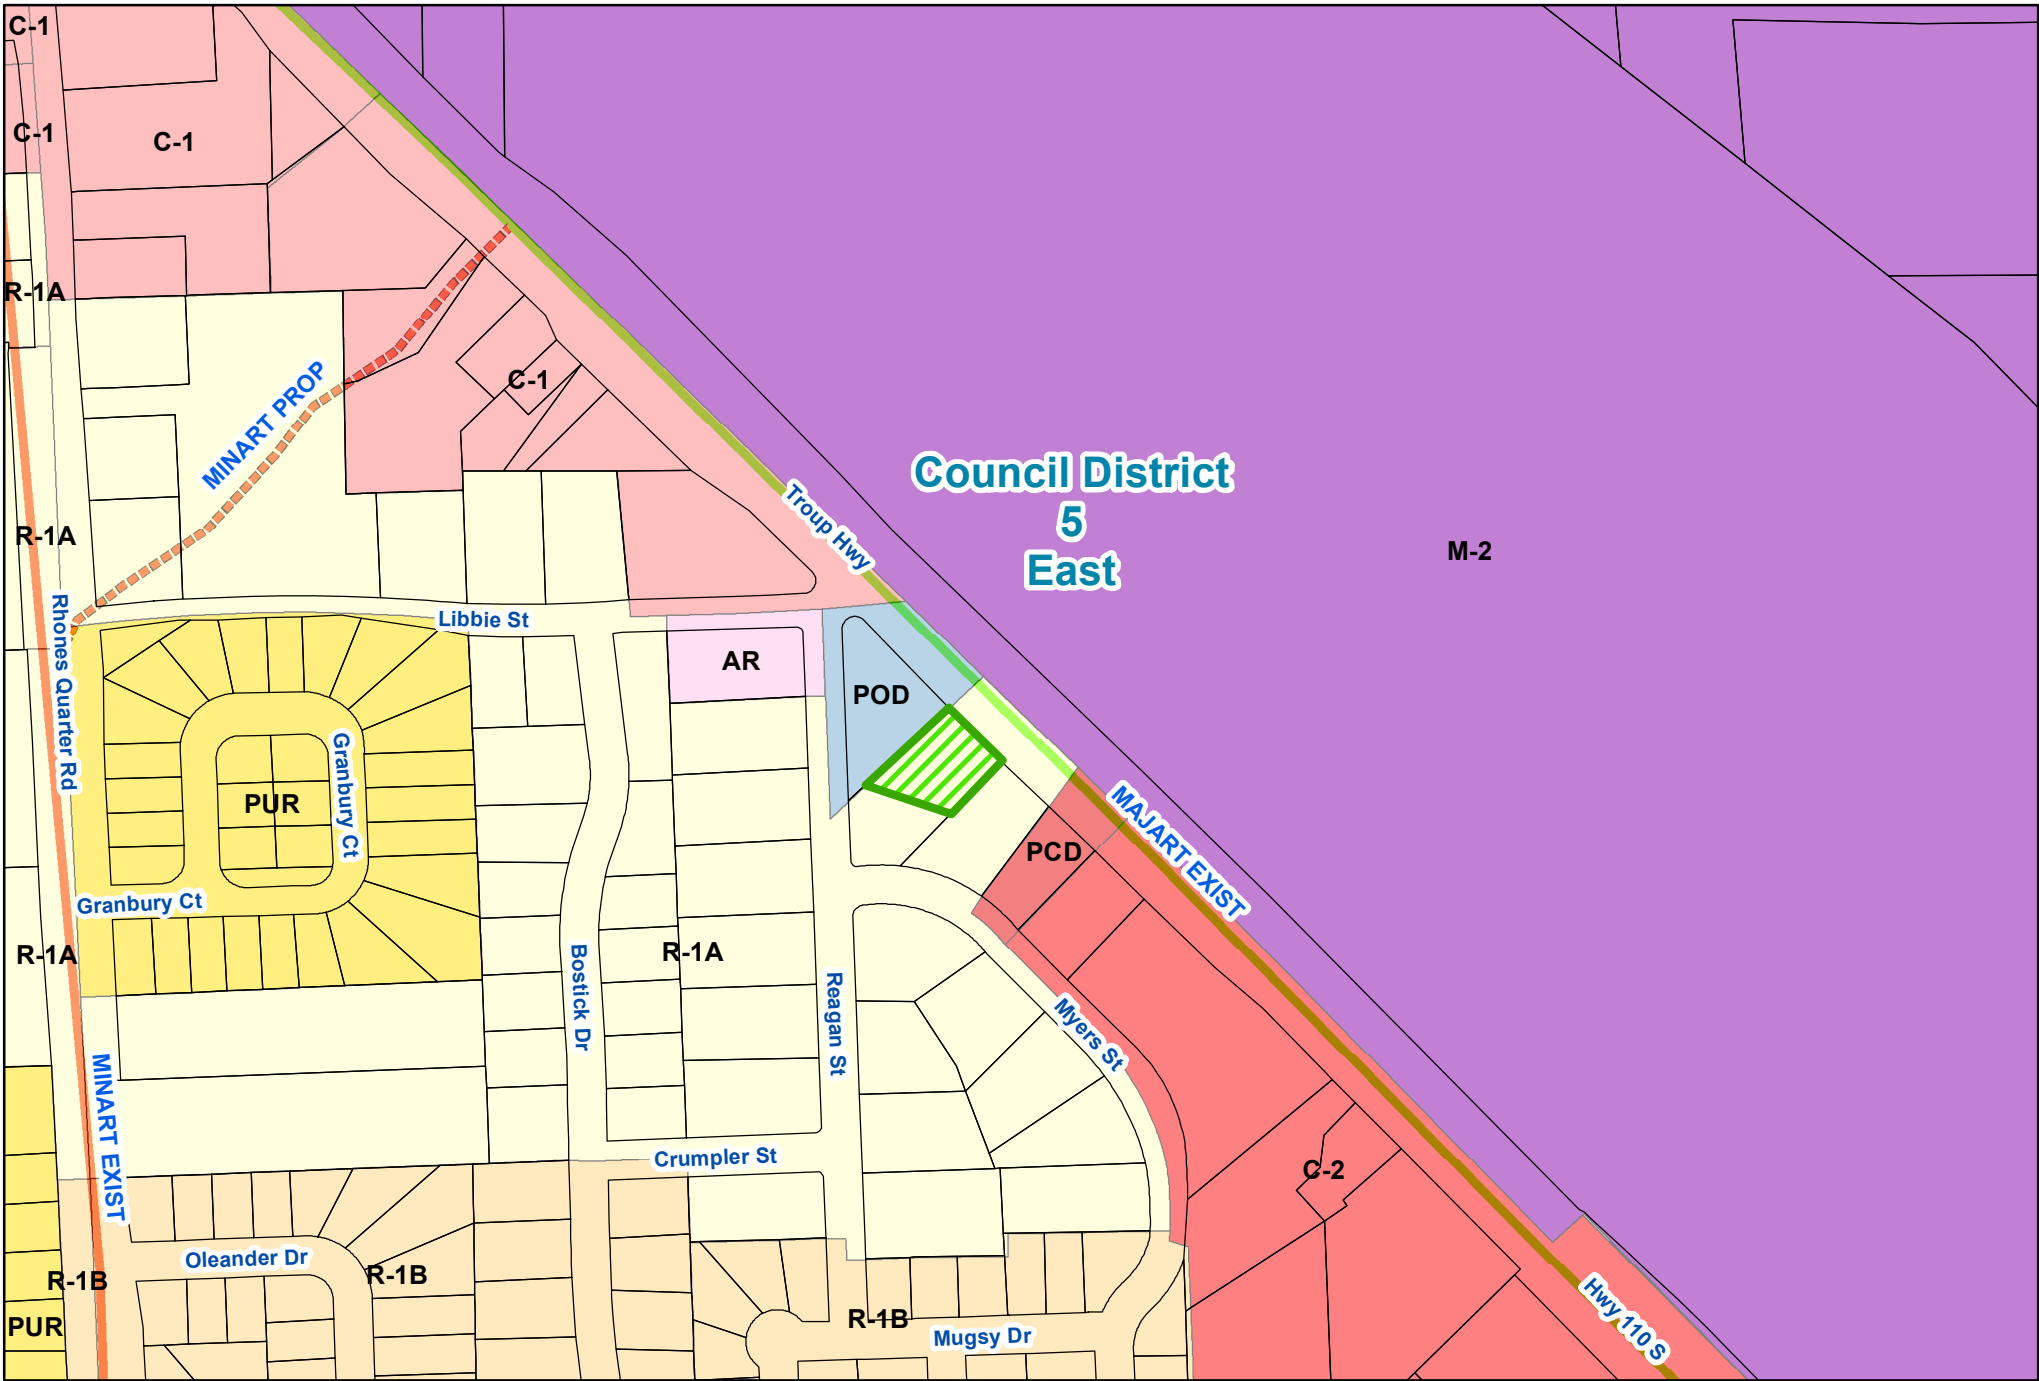 C-1
C-1
C-1
R-1A
MINART PROP
C-1
Council District
5
East
Troup Hwy
M-2
R-1A
Rhones Quarter Rd
Libbie St
AR
POD
Granbury Ct
PUR
MAJART EXIST
PCD
Granbury Ct
R-1A
R-1A
Bostick Dr
Reagan St
Myers St
MINART EXIST
Crumpler St
C-2
Oleander Dr
R-1B
R-1B
R-1B
PUR
Mugsy Dr
Hwy 110 S